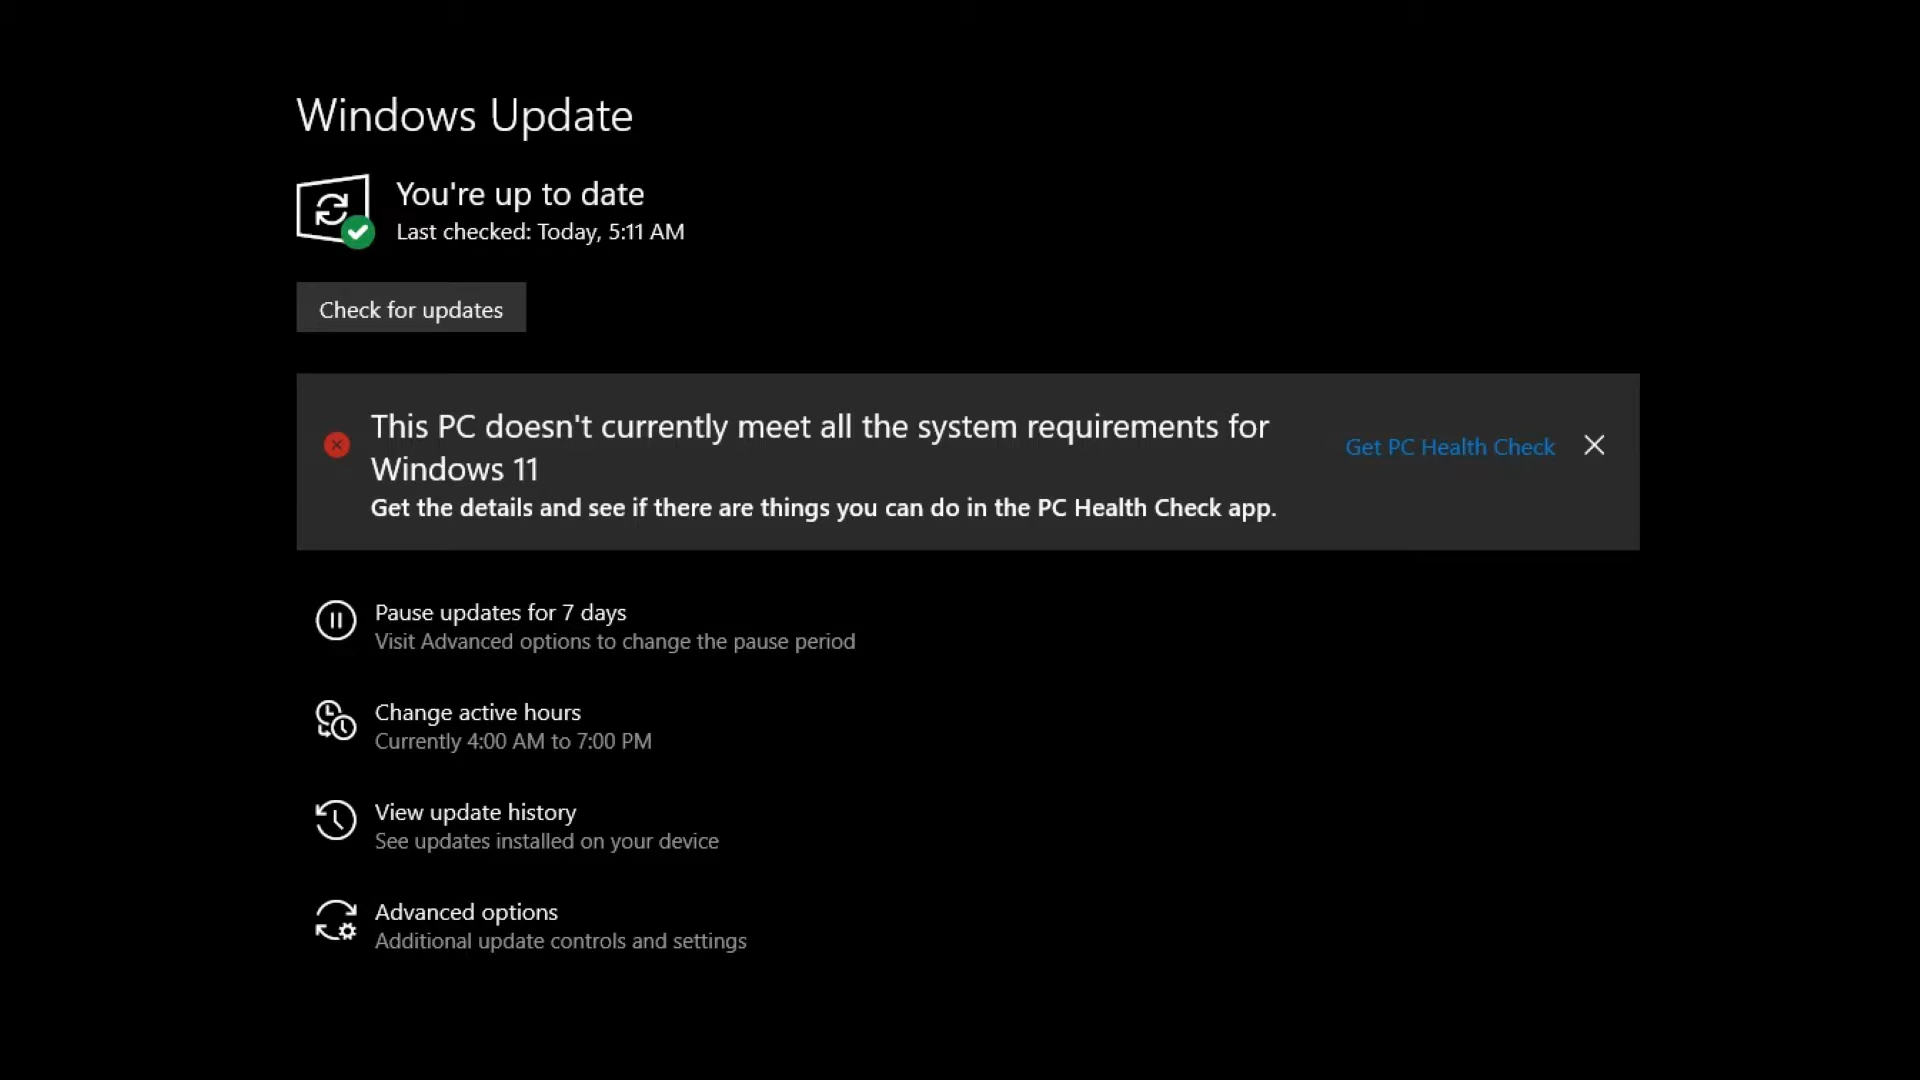 Windows Update
You're up to date
Last checked: Today, 5:11 AM
Check for updates
This PC doesn't currently meet all the system requirements for
Windows 11
Get the details and see if there are things you can do in the PC Health Check app.
Get PC Health Check
Pause updates for 7 days
Visit Advanced options to change the pause period
Change active hours
Currently 4:00 AM to 7:00 PM
View update history
See updates installed on your device
Advanced options
Additional update controls and settings